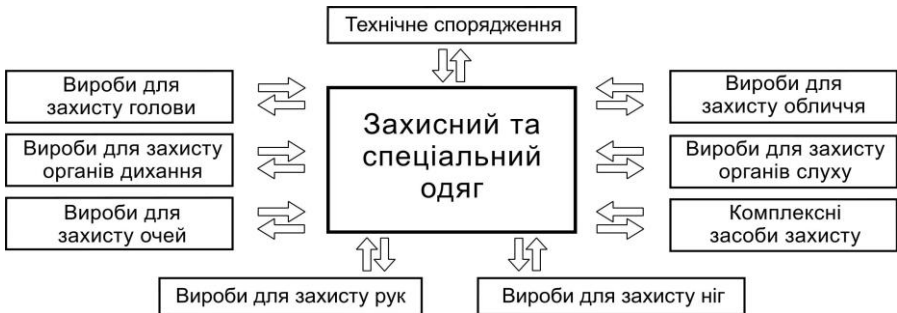 Технічне спорядження
Вироби для
захисту голови
Вироби для захисту
органів дихання
Вироби для
захисту очей
Захисний та
спеціальний
одяг
Вироби для
захисту обличчя
Вироби для захисту
органів слуху
Комплексні
засоби захисту
Вироби для захисту рук
Вироби для захисту ніг